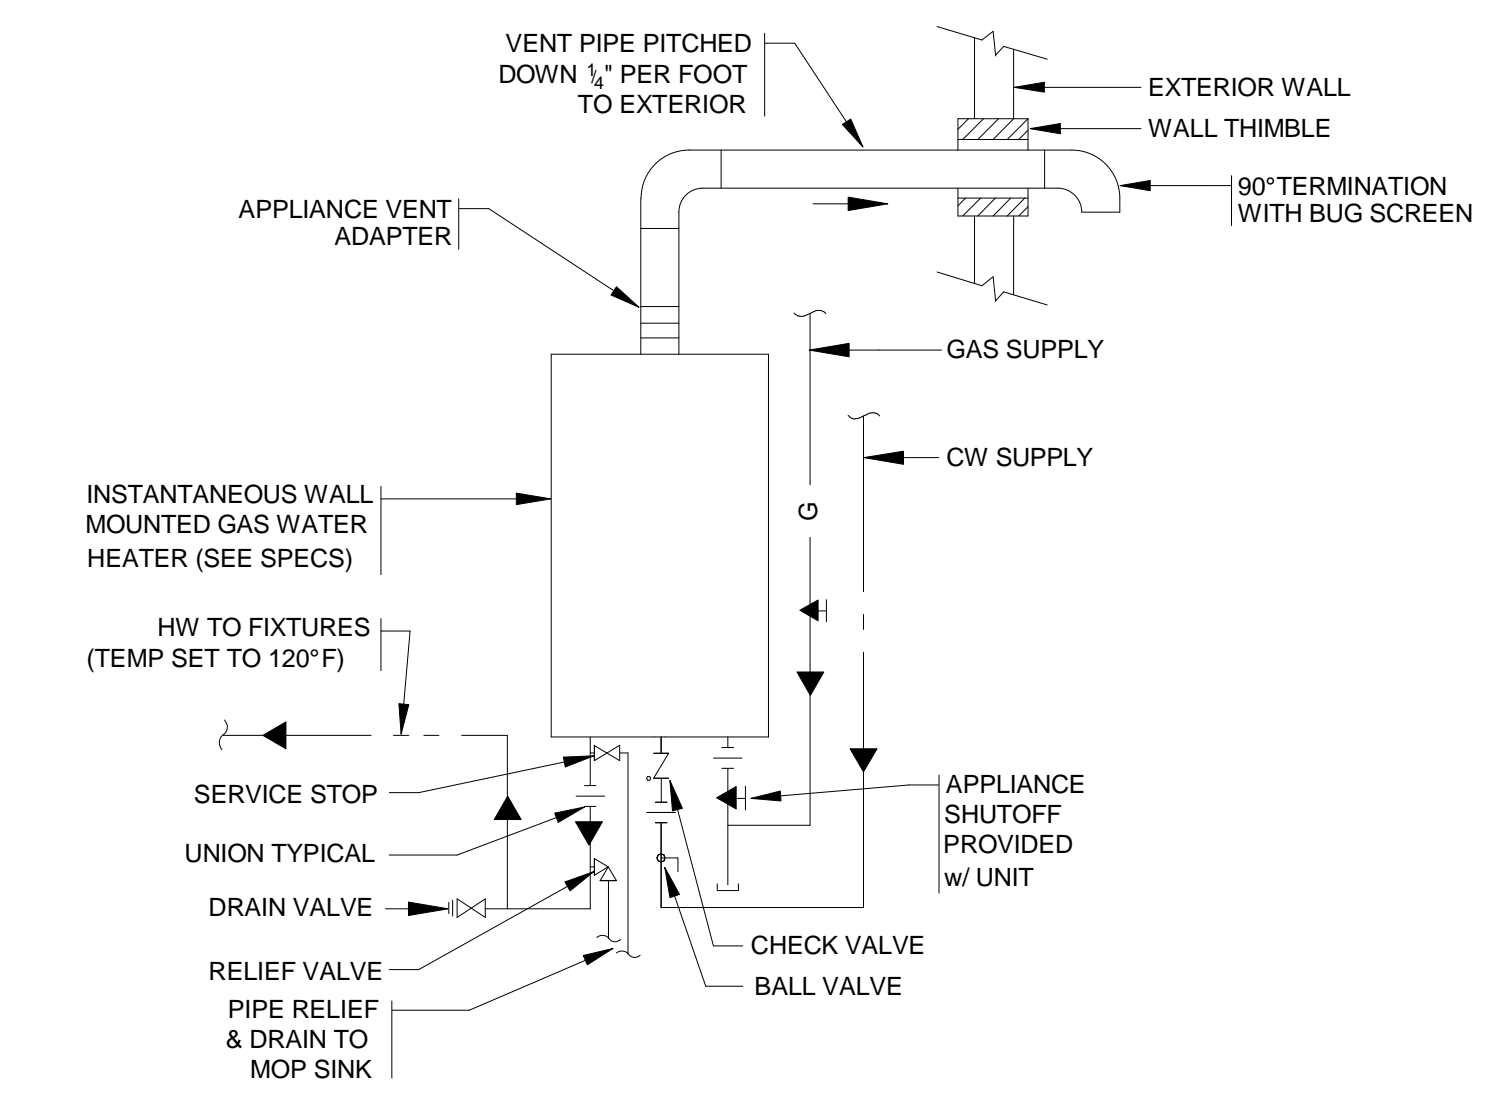 VENT PIPE PITCHED
DOWN ¼" PER FOOT
TO EXTERIOR
EXTERIOR WALL
WALL THIMBLE
90°TERMINATION
WITH BUG SCREEN
APPLIANCE VENT
ADAPTER
GAS SUPPLY
CW SUPPLY
INSTANTANEOUS WALL
MOUNTED GAS WATER
HEATER (SEE SPECS)
G
HW TO FIXTURES
(TEMP SET TO 120°F)
SERVICE STOP
UNION TYPICAL
DRAIN VALVE
RELIEF VALVE
PIPE RELIEF
& DRAIN TO
MOP SINK
APPLIANCE
SHUTOFF
PROVIDED
w/ UNIT
CHECK VALVE
BALL VALVE